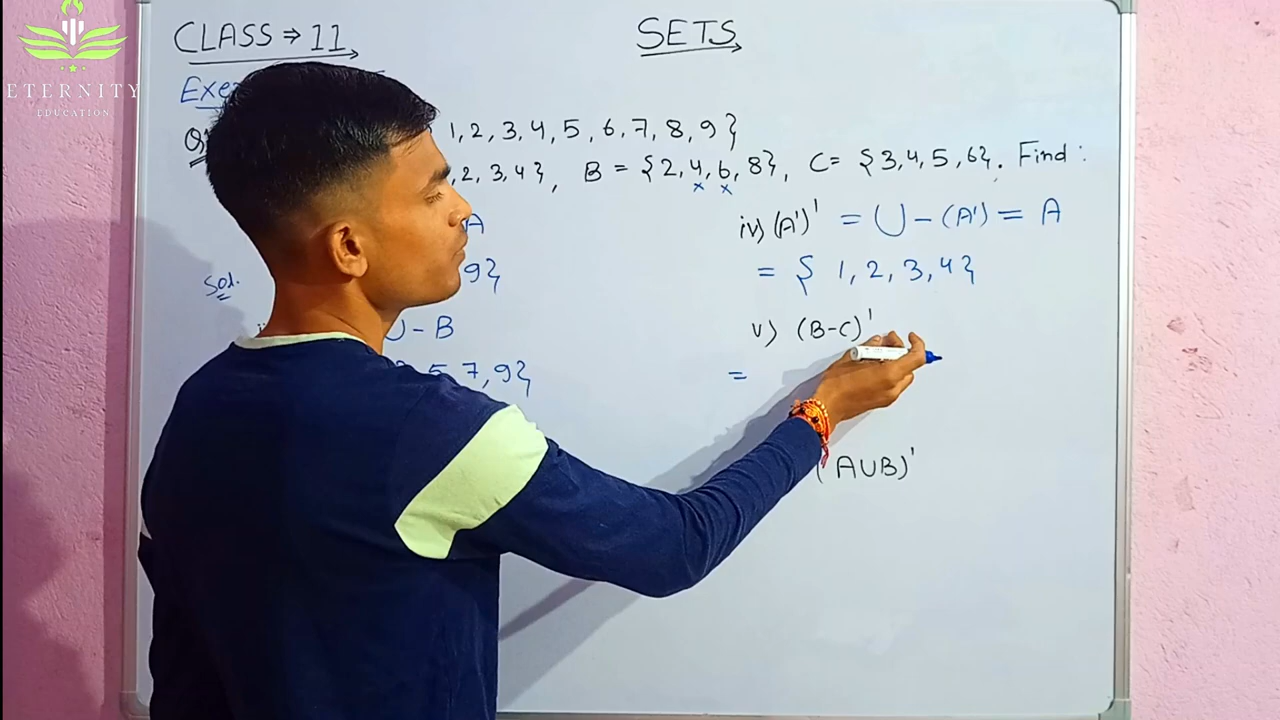 ETERNITY
EDUCATION
CLASS ⇒ 11
SETS
1, 2, 3, 4, 5, 6, 7, 8, 9}
, 2, 3, 4}, B = {2, 4, 6, 8}, C = {3, 4, 5, 6}. Find :
x x
A
iv) (A')' = U - (A') = A
Sol.
9}
= { 1, 2, 3, 4}
U - B
v) (B-C)'
5, 7, 9}
=
(AUB)'